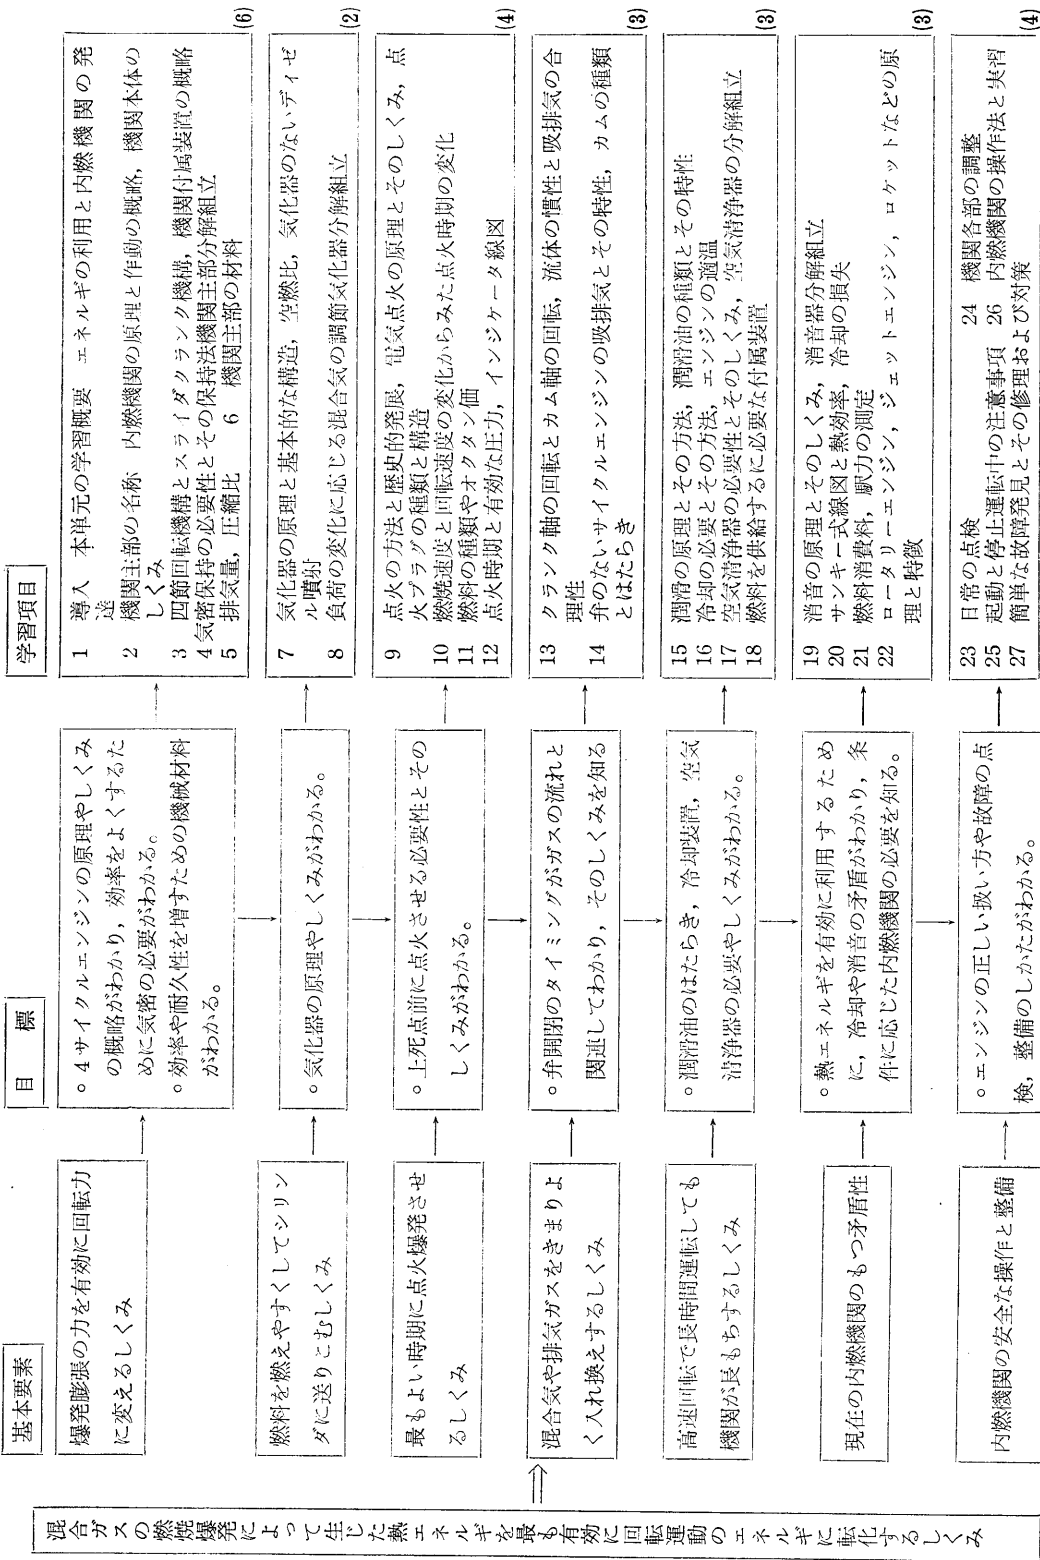 混合ガスの燃焼爆発によって生じた熱エネルギを最も有効に回転運動のエネルギに転化するしくみ
基本要素
爆発膨張の力を有効に回転力
に変えるしくみ
燃料を燃えやすくしてシリン
ダに送りこむしくみ
最もよい時期に点火爆発させ
るしくみ
混合気や排気ガスをきまりよ
く入れ換えするしくみ
高速回転で長時間運転しても
機関が長もちするしくみ
現在の内燃機関のもつ矛盾性
内燃機関の安全な操作と整備
目 標
○4サイクルエンジンの原理やしくみ
の概略がわかり,効率をよくするた
めに気密の必要がわかる。
○効率や耐久性を増すための機械材料
がわかる。
○気化器の原理やしくみがわかる。
○上死点前に点火させる必要性とその
しくみがわかる。
○弁開閉のタイミングがガスの流れと
関連してわかり,そのしくみを知る
○潤滑油のはたらき,冷却装置,空気
清浄器の必要やしくみがわかる。
○熱エネルギを有効に利用するため
に,冷却や消音の矛盾がわかり,条
件に応じた内燃機関の必要を知る。
○エンジンの正しい扱い方や故障の点
検,整備のしかたがわかる。
学習項目
1 導入 本単元の学習概要 エネルギの利用と内燃機関の発
達
2 機関主部の名称 内燃機関の原理と作動の概略,機関本体の
しくみ
3 四節回転機構とスライダクランク機構,機関付属装置の概略
4 気密保持の必要性とその保持法機関主部分解組立
5 排気量,圧縮比 6 機関主部の材料
(6)
7 気化器の原理と基本的な構造,空燃比,気化器のないディゼ
ル噴射
8 負荷の変化に応じる混合気の調節気化器分解組立
(2)
9 点火の方法と歴史的発展,電気点火の原理とそのしくみ,点
火プラグの種類と構造
10 燃焼速度と回転速度の変化からみた点火時期の変化
11 燃料の種類やオクタン価
12 点火時期と有効な圧力,インジケータ線図
(4)
13 クランク軸の回転とカム軸の回転,流体の慣性と吸排気の合
理性
14 弁のないサイクルエンジンの吸排気とその特性,カムの種類
とはたらき
(3)
15 潤滑の原理とその方法,潤滑油の種類とその特性
16 冷却の必要とその方法,エンジンの適温
17 空気清浄器の必要性とそのしくみ,空気清浄器の分解組立
18 燃料を供給するに必要な付属装置
(3)
19 消音の原理とそのしくみ,消音器分解組立
20 サンキー式線図と熱効率,冷却の損失
21 燃料消費料,馭力の測定
22 ロータリーエンジン,ジェットエンジン,ロケットなどの原
理と特徴
(3)
23 日常の点検 24 機関各部の調整
25 起動と停止運転中の注意事項 26 内燃機関の操作法と実習
27 簡単な故障発見とその修理および対策
(4)